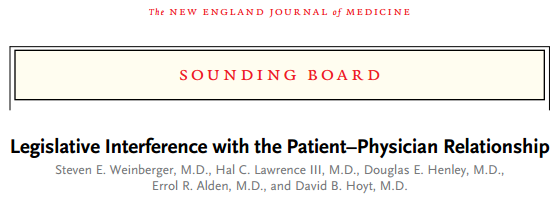 The NEW ENGLAND JOURNAL of MEDICINE
SOUNDING BOARD
Legislative Interference with the Patient–Physician Relationship
Steven E. Weinberger, M.D., Hal C. Lawrence III, M.D., Douglas E. Henley, M.D.,
Errol R. Alden, M.D., and David B. Hoyt, M.D.